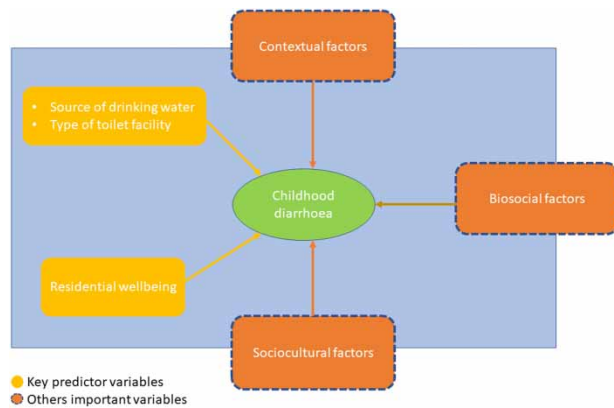 Contextual factors
• Source of drinking water
• Type of toilet facility
Childhood
diarrhoea
Biosocial factors
Residential wellbeing
Sociocultural factors
Key predictor variables
Others important variables